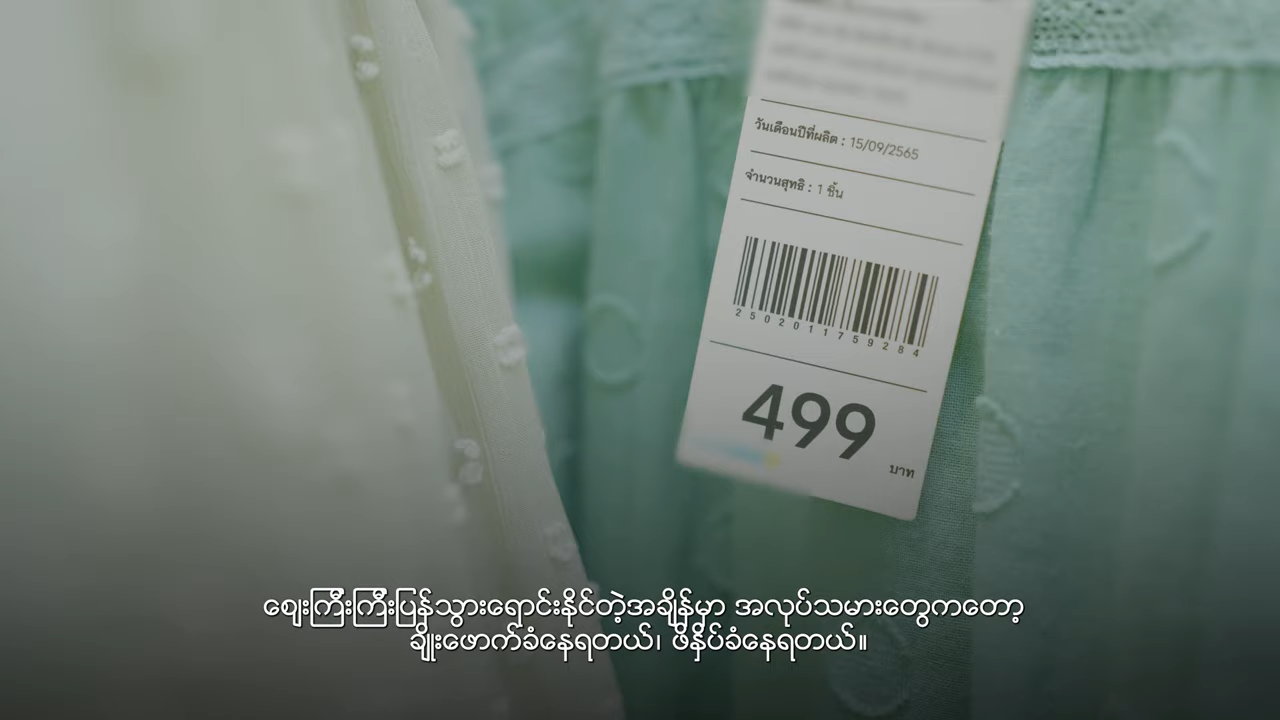 วันเดือนปีที่ผลิต : 15/09/2565
จำนวนสุทธิ : 1 ชิ้น
2502011759284
499
บาท
ဈေးကြီးကြီးပြန်သွားရောင်းနိုင်တဲ့အချိန်မှာ အလုပ်သမားတွေကတော့
ချိုးဖောက်ခံနေရတယ်၊ ဖိနှိပ်ခံနေရတယ်။